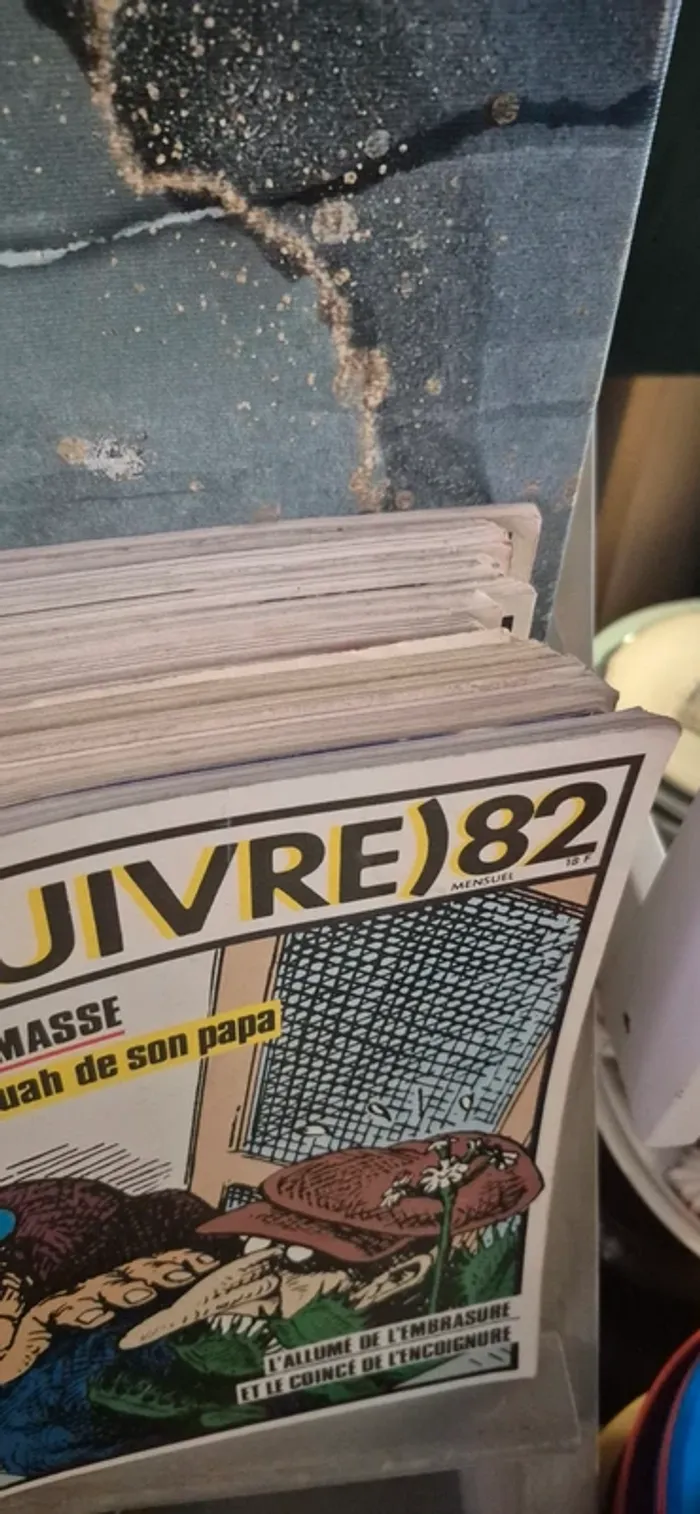 UIVRE) 82
MENSUEL 18 F
MASSE
uah de son papa
L'ALLUMÉ DE L'EMBRASURE
ET LE COINCÉ DE L'ENCOIGNURE